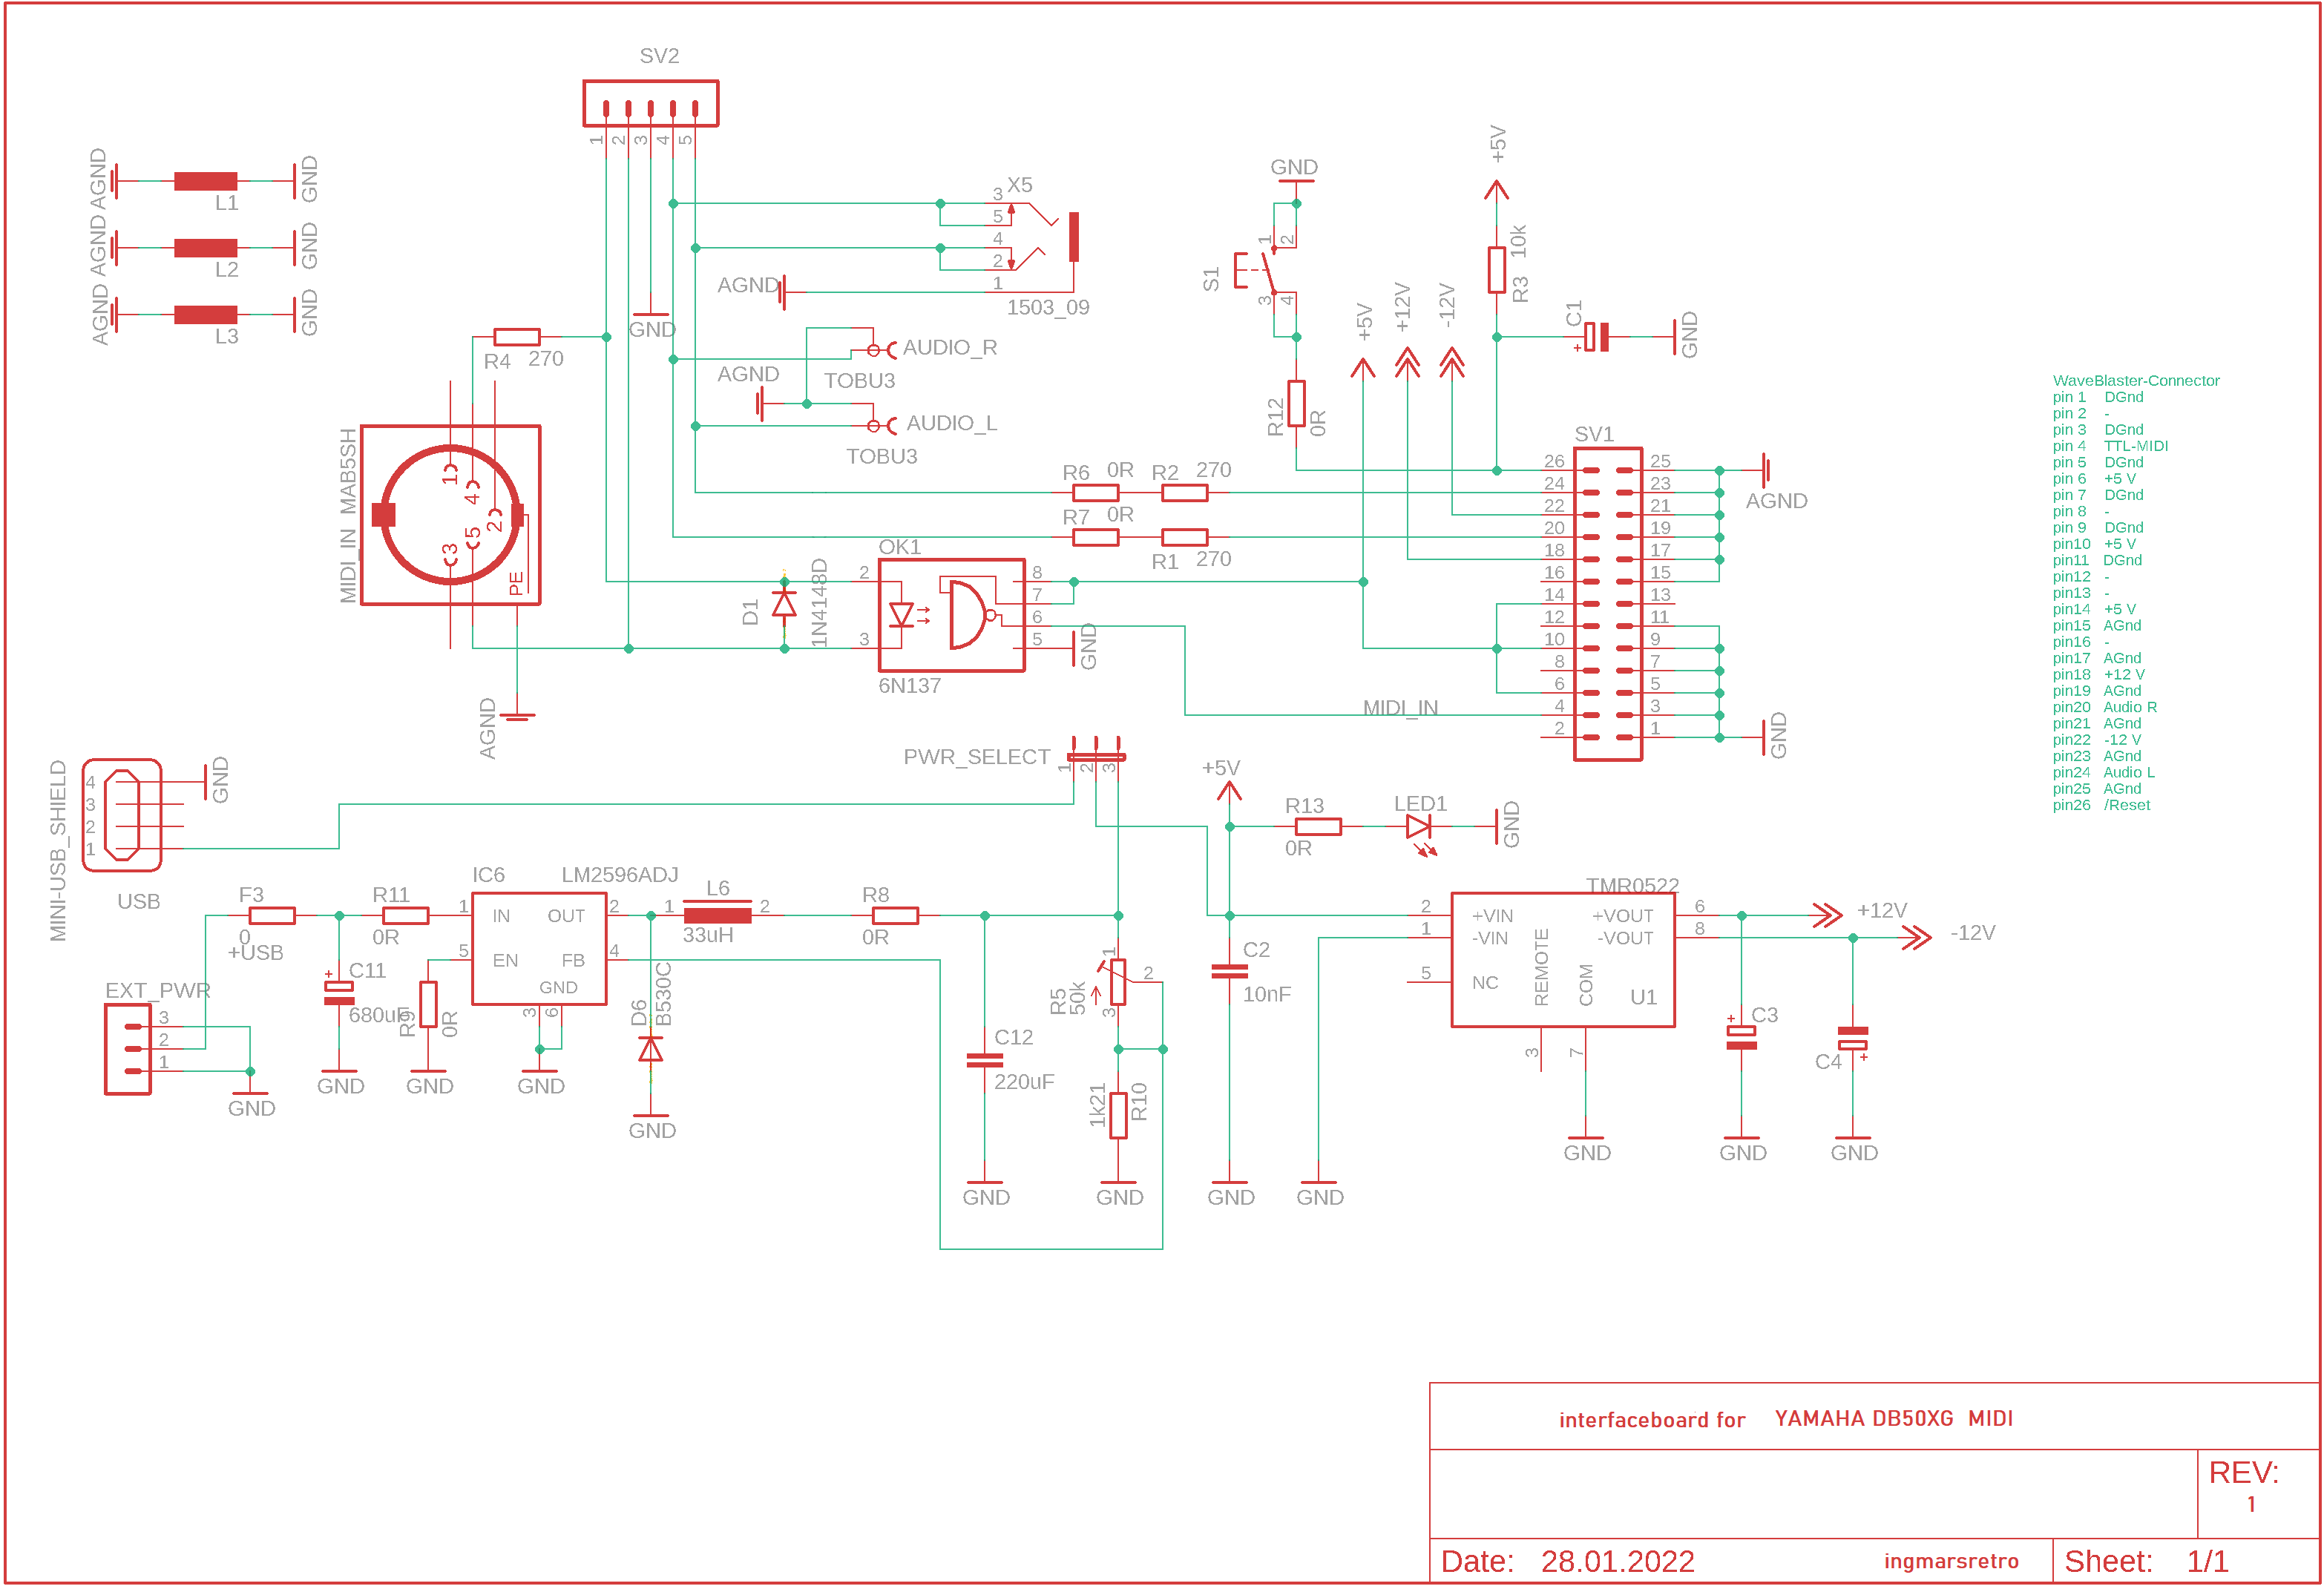 SV2
1 2 3 4 5
AGND L1 GND
AGND L2 GND
AGND L3 GND
X5
3
5
4
2
1
1503_09
AGND
GND
R4 270
AUDIO_R
TOBU3
AGND
AUDIO_L
TOBU3
GND
1 2
S1
3 4
R12 0R
+5V
10k
R3
C1
+
GND
+5V
+12V
-12V
MIDI_IN MAB5SH
1 4 2 5 3
PE
AGND
R6 0R R2 270
R7 0R R1 270
OK1
2 8
7
6
3 5
6N137
GND
D1 1N4148D
MIDI_IN
SV1
26 25
24 23
22 21
20 19
18 17
16 15
14 13
12 11
10 9
8 7
6 5
4 3
2 1
AGND
GND
WaveBlaster-Connector
pin 1 DGnd
pin 2 -
pin 3 DGnd
pin 4 TTL-MIDI
pin 5 DGnd
pin 6 +5 V
pin 7 DGnd
pin 8 -
pin 9 DGnd
pin10 +5 V
pin11 DGnd
pin12 -
pin13 -
pin14 +5 V
pin15 AGnd
pin16 -
pin17 AGnd
pin18 +12 V
pin19 AGnd
pin20 Audio R
pin21 AGnd
pin22 -12 V
pin23 AGnd
pin24 Audio L
pin25 AGnd
pin26 /Reset
MINI-USB_SHIELD
4
3
2
1
GND
USB
PWR_SELECT
1 2 3
+5V
R13
0R
LED1
GND
F3
0
+USB
R11
0R
IC6 LM2596ADJ
1 IN OUT 2
5 EN FB 4
GND
3 6
GND
L6
1 2
33uH
R8
0R
EXT_PWR
3
2
1
GND
+
C11
680uF
GND
R9
0R
GND
D6
B530C
GND
C12
220uF
GND
1
2
3
R5
50k
1k21
R10
GND
C2
10nF
GND
GND
TMR0522
2 +VIN +VOUT 6
1 -VIN -VOUT 8
5 NC
REMOTE
COM
U1
3 7
GND
+12V
-12V
+
C3
GND
C4
+
GND
interfaceboard for YAMAHA DB50XG MIDI
REV:
1
Date: 28.01.2022
ingmarsretro
Sheet: 1/1